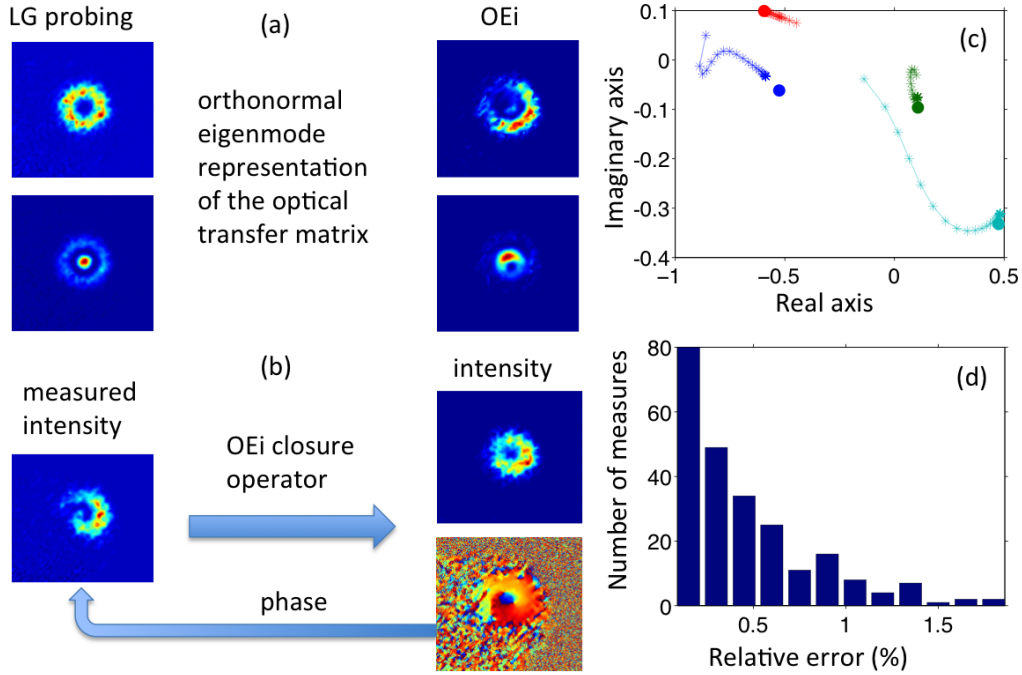 LG probing
(a)
OEi
orthonormal
eigenmode
representation
of the optical
transfer matrix
(b)
measured
intensity
OEi closure
operator
intensity
phase
(c)
Imaginary axis
0.1
0
-0.1
-0.2
-0.3
-0.4
−1
−0.5
0
0.5
Real axis
(d)
Number of measures
80
60
40
20
0
0.5
1
1.5
Relative error (%)